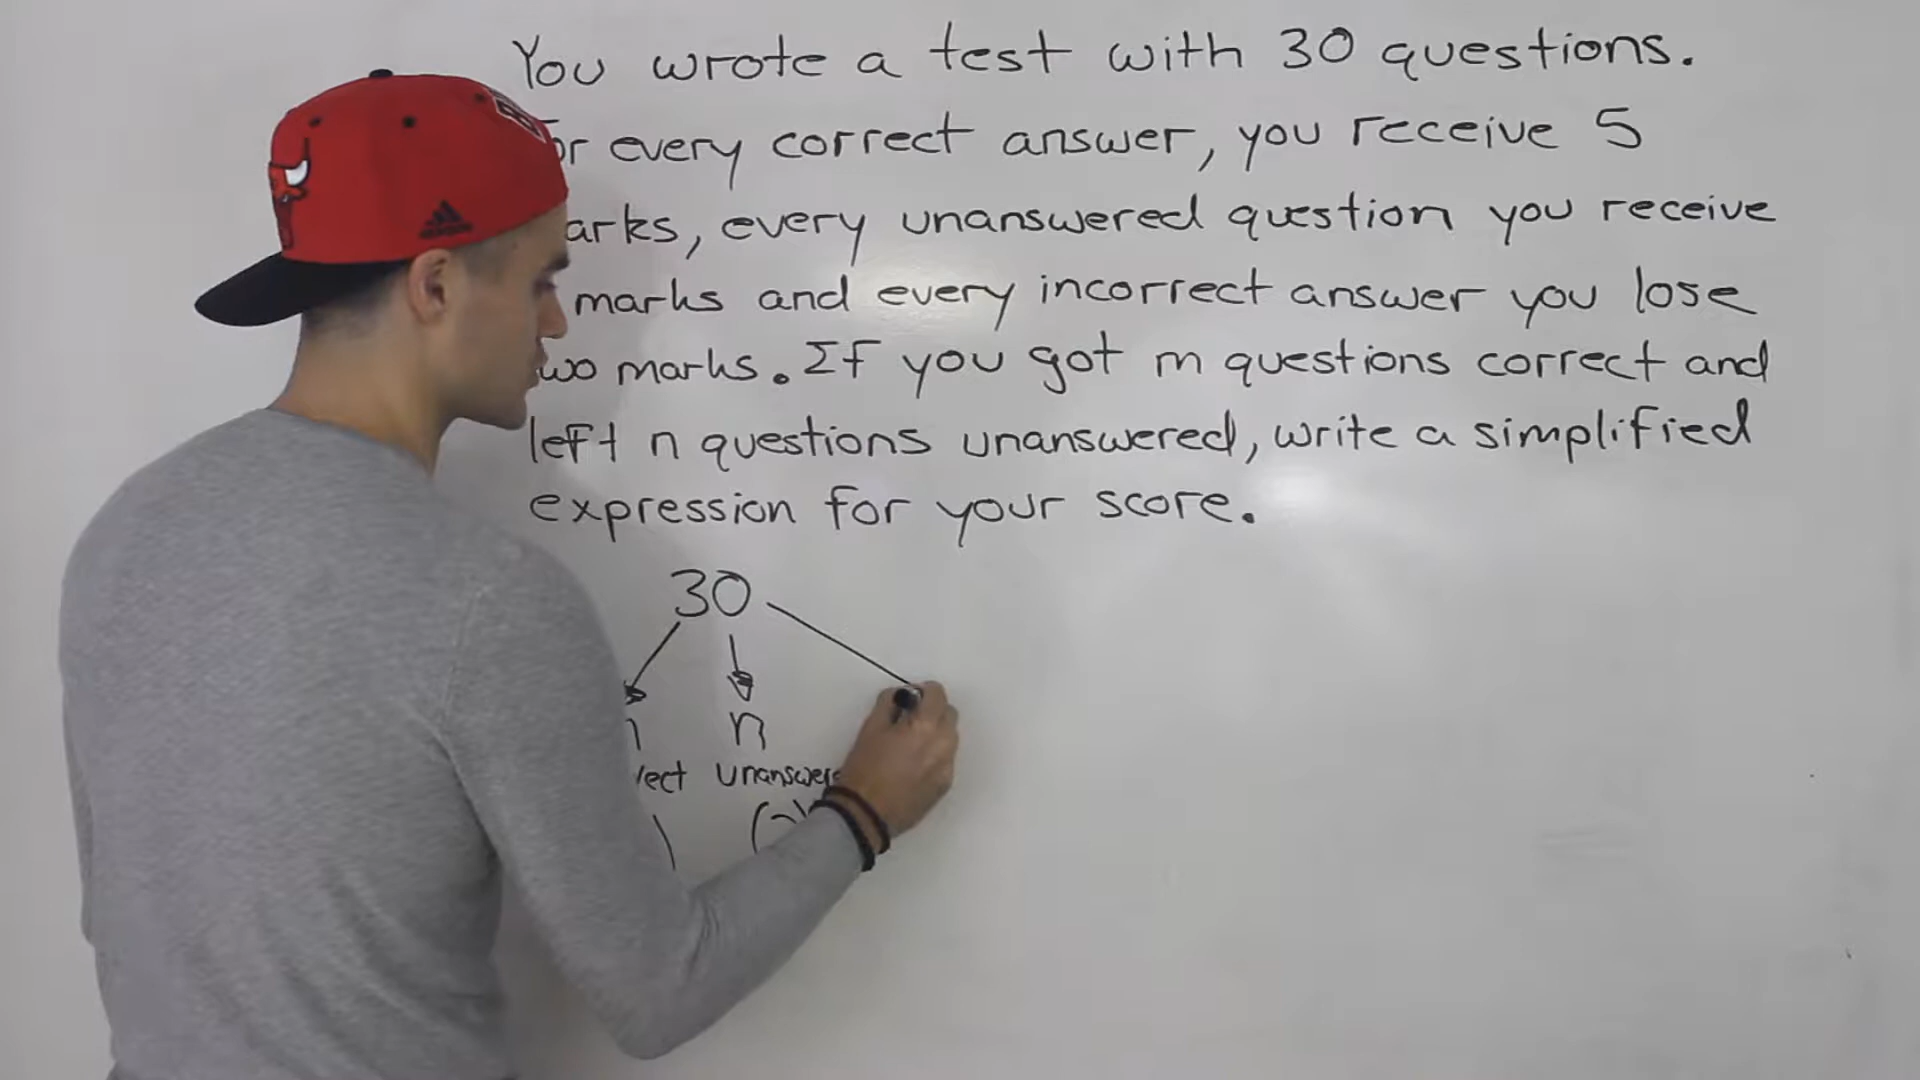 You wrote a test with 30 questions.
every correct answer, you receive 5
arks, every unanswered question you receive
marks and every incorrect answer you lose
wo marks. If you got m questions correct and
left n questions unanswered, write a simplified
expression for your score.
30
n
rect unanswere